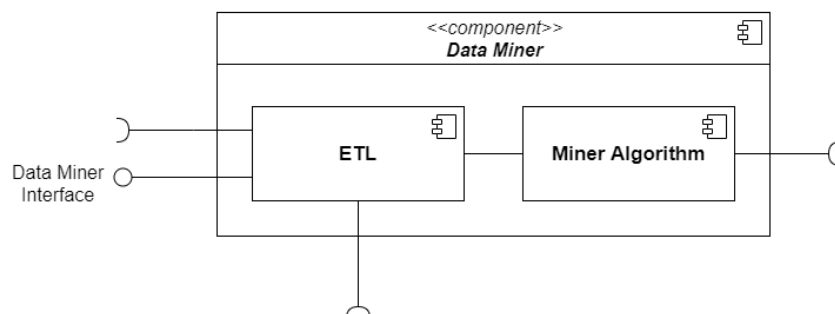 <<component>>
Data Miner
ETL
Miner Algorithm
Data Miner
Interface